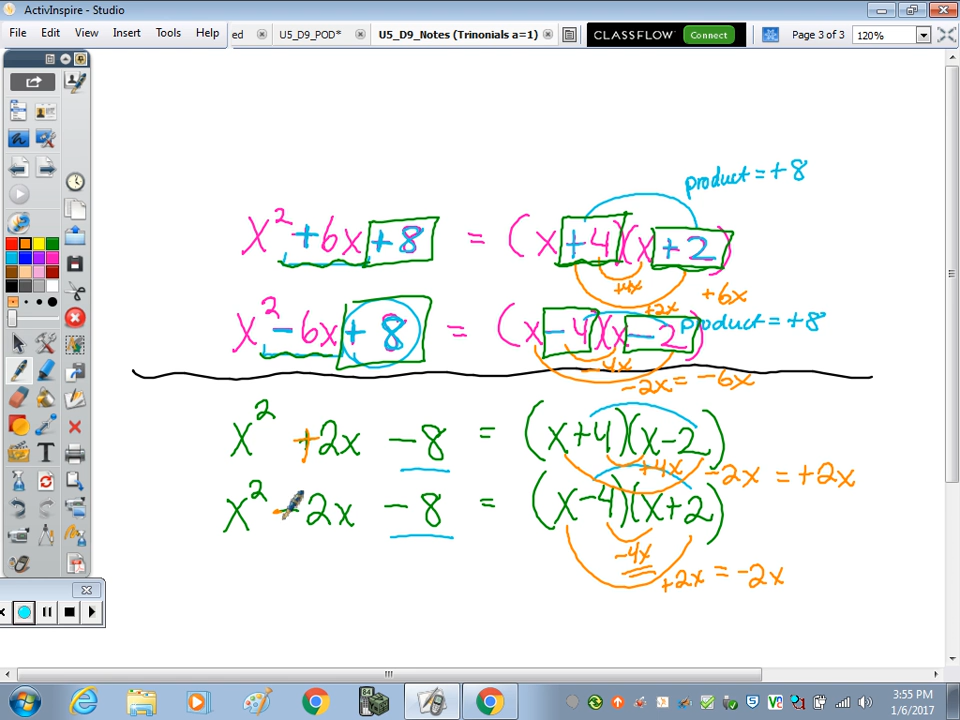 ActivInspire - Studio
File Edit View Insert Tools Help
ed U5_D9_POD* U5_D9_Notes (Trinonials a=1) CLASSFLOW Connect Page 3 of 3 120%
product = +8
x² +6x +8 = (x +4)(x +2)
+4x
+2x +6x
x² -6x + 8 = (x -4)(x -2) product = +8
-4x
-2x = -6x
x² +2x -8 = (x+4)(x-2)
+4x -2x = +2x
x² -2x -8 = (x-4)(x+2)
-4x
+2x = -2x
84
3:55 PM
1/6/2017